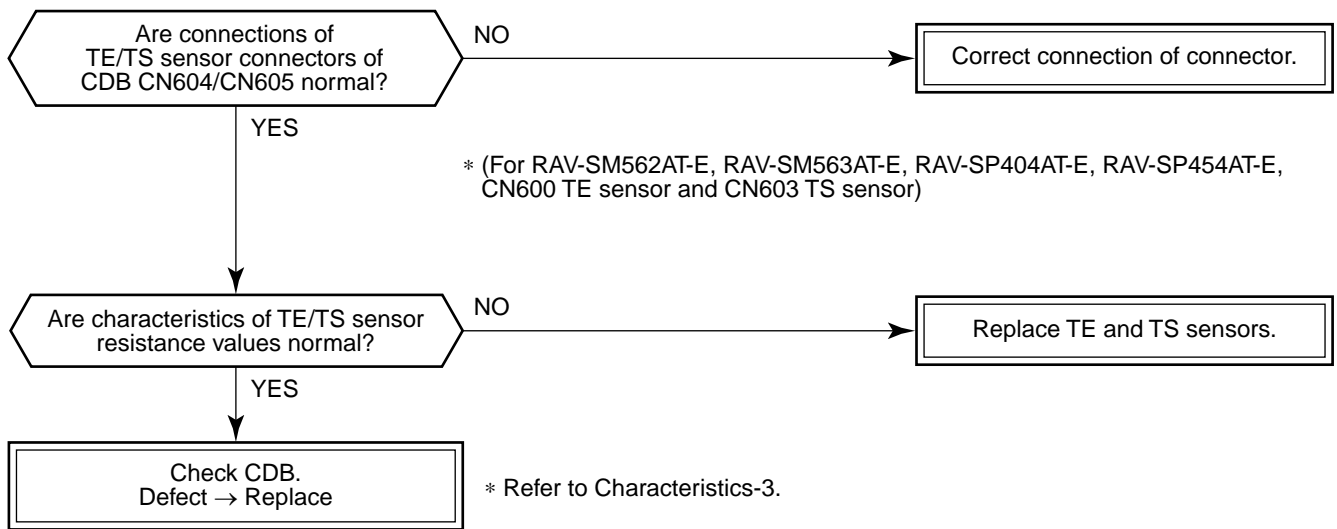 Are connections of
TE/TS sensor connectors of
CDB CN604/CN605 normal?
NO
Correct connection of connector.
YES
∗ (For RAV-SM562AT-E, RAV-SM563AT-E, RAV-SP404AT-E, RAV-SP454AT-E,
CN600 TE sensor and CN603 TS sensor)
Are characteristics of TE/TS sensor
resistance values normal?
NO
Replace TE and TS sensors.
YES
Check CDB.
Defect → Replace
∗ Refer to Characteristics-3.